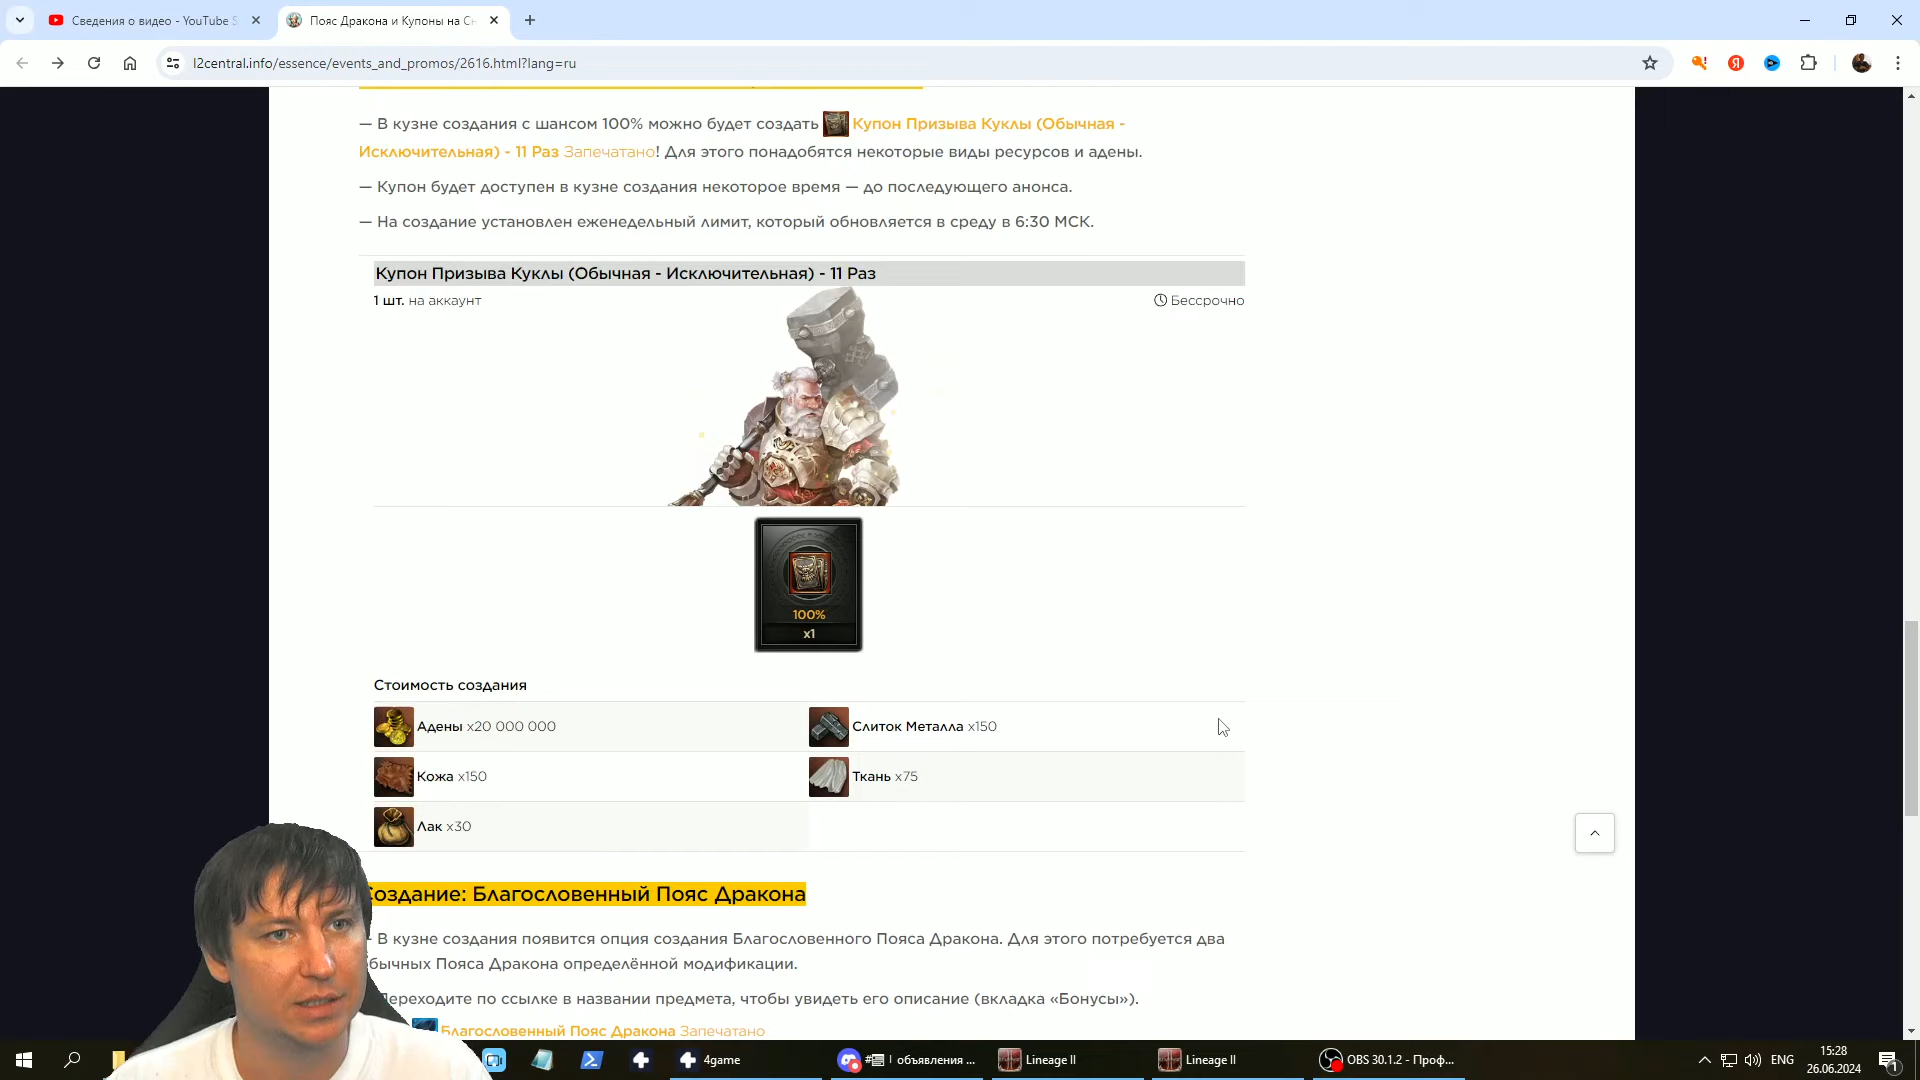 Сведения о видео - YouTube S
Пояс Дракона и Купоны на Сн
l2central.info/essence/events_and_promos/2616.html?lang=ru
— В кузне создания с шансом 100% можно будет создать Купон Призыва Куклы (Обычная -
Исключительная) - 11 Раз Запечатано! Для этого понадобятся некоторые виды ресурсов и адены.
— Купон будет доступен в кузне создания некоторое время — до последующего анонса.
— На создание установлен еженедельный лимит, который обновляется в среду в 6:30 МСК.
Купон Призыва Куклы (Обычная - Исключительная) - 11 Раз
1 шт. на аккаунт
Бессрочно
100%
x1
Стоимость создания
Адены x20 000 000
Слиток Металла x150
Кожа x150
Ткань x75
Лак x30
Создание: Благословенный Пояс Дракона
В кузне создания появится опция создания Благословенного Пояса Дракона. Для этого потребуется два
обычных Пояса Дракона определённой модификации.
Переходите по ссылке в названии предмета, чтобы увидеть его описание (вкладка «Бонусы»).
Благословенный Пояс Дракона Запечатано
4game
#📰 | объявления ...
Lineage II
Lineage II
OBS 30.1.2 - Проф...
ENG
15:28
26.06.2024
1